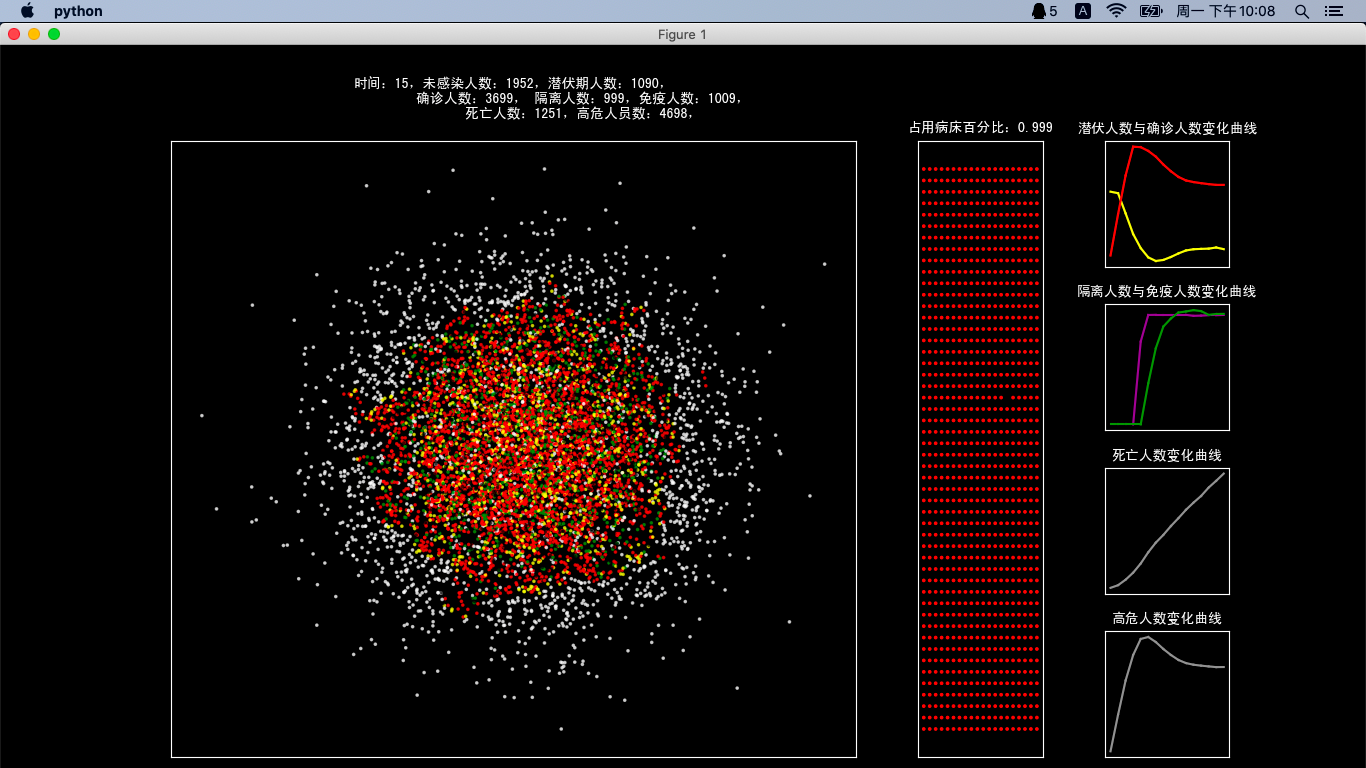 python
5
A
周一 下午10:08
Figure 1
时间：15，未感染人数：1952，潜伏期人数：1090，
确诊人数：3699， 隔离人数：999，免疫人数：1009，
死亡人数：1251，高危人员数：4698，
占用病床百分比：0.999
潜伏人数与确诊人数变化曲线
隔离人数与免疫人数变化曲线
死亡人数变化曲线
高危人数变化曲线